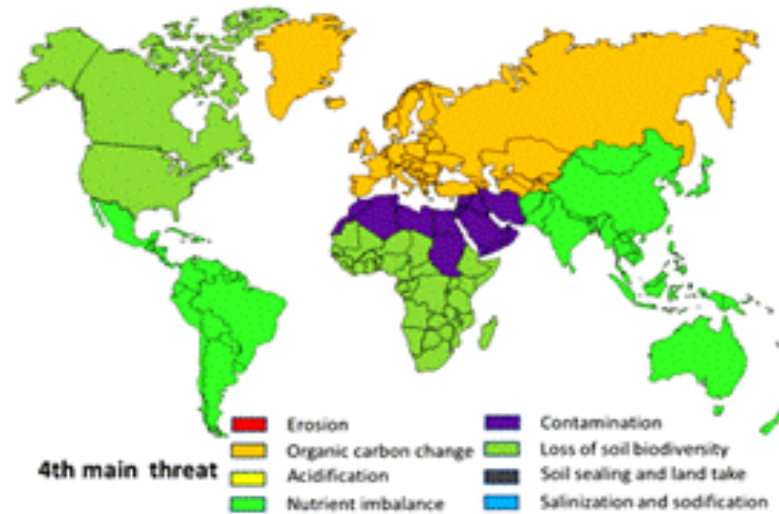 Erosion
Contamination
Organic carbon change
Loss of soil biodiversity
4th main threat
Acidification
Soil sealing and land take
Nutrient imbalance
Salinization and sodification